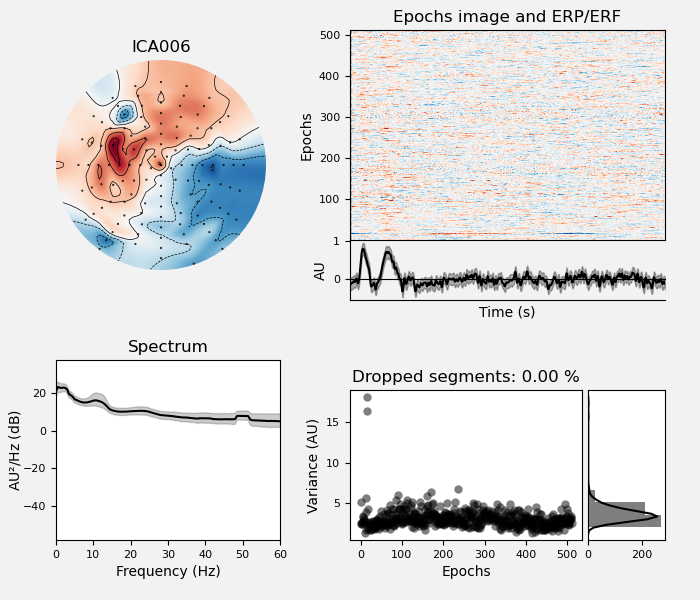 ICA006
Epochs image and ERP/ERF
Epochs
500
400
300
200
100
AU
1
0
Time (s)
Spectrum
AU²/Hz (dB)
20
0
−20
−40
0 10 20 30 40 50 60
Frequency (Hz)
Dropped segments: 0.00 %
Variance (AU)
15
10
5
0 100 200 300 400 500
Epochs
0 200